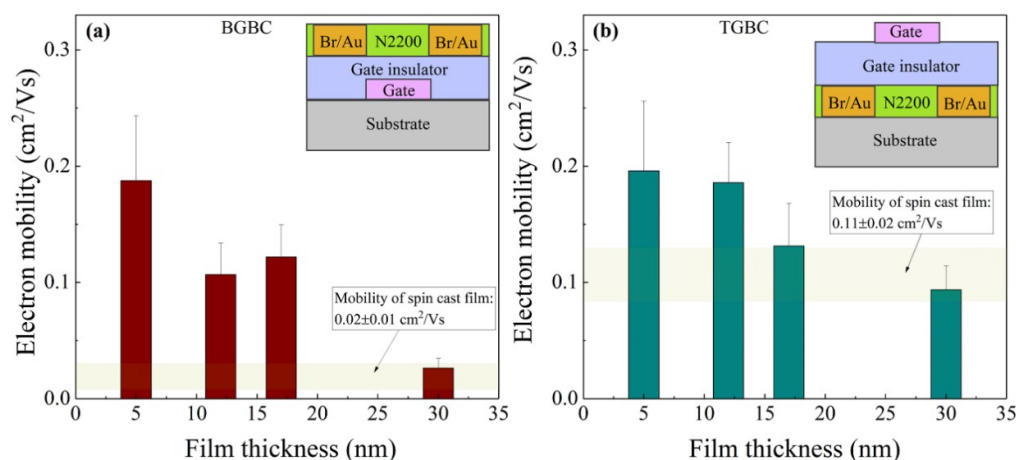 (a)
BGBC
Br/Au
N2200
Br/Au
Gate insulator
Gate
Substrate
Mobility of spin cast film:
0.02±0.01 cm²/Vs
Electron mobility (cm²/Vs)
0.3
0.2
0.1
0.0
0 5 10 15 20 25 30 35
Film thickness (nm)
(b)
TGBC
Gate
Gate insulator
Br/Au
N2200
Br/Au
Substrate
Mobility of spin cast film:
0.11±0.02 cm²/Vs
Electron mobility (cm²/Vs)
0.3
0.2
0.1
0.0
0 5 10 15 20 25 30 35
Film thickness (nm)